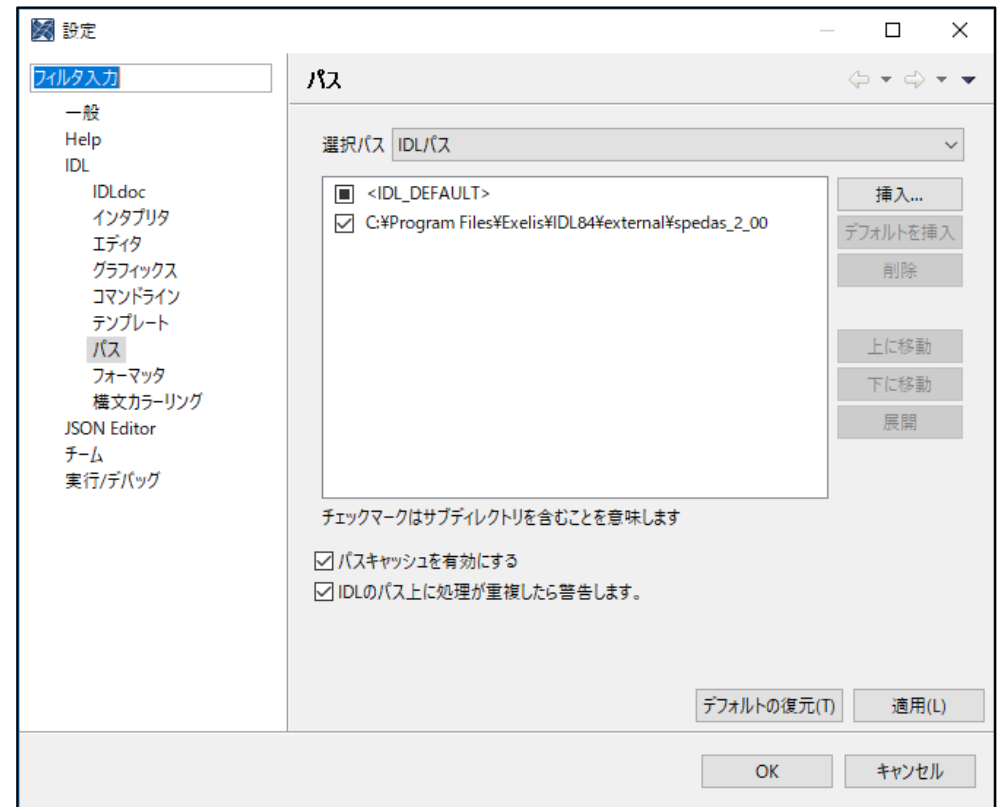 設定
フィルタ入力
一般
Help
IDL
IDLdoc
インタプリタ
エディタ
グラフィックス
コマンドライン
テンプレート
パス
フォーマッタ
構文カラーリング
JSON Editor
チーム
実行/デバッグ
パス
選択パス IDLパス
<IDL_DEFAULT>
C:¥Program Files¥Exelis¥IDL84¥external¥spedas_2_00
挿入...
デフォルトを挿入
削除
上に移動
下に移動
展開
チェックマークはサブディレクトリを含むことを意味します
パスキャッシュを有効にする
IDLのパス上に処理が重複したら警告します。
デフォルトの復元(T) 適用(L)
OK キャンセル